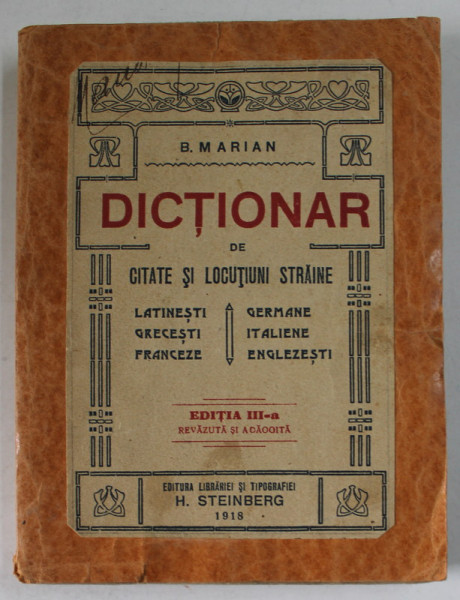 B. MARIAN
DICȚIONAR
DE
CITATE ȘI LOCUȚIUNI STRĂINE
LATINEȘTI GERMANE
GRECEȘTI ITALIENE
FRANCEZE ENGLEZEȘTI
EDIȚIA III-a
REVĂZUTĂ ȘI ADĂOGITĂ
EDITURA LIBRĂRIEI ȘI TIPOGRAFIEI
H. STEINBERG
1918